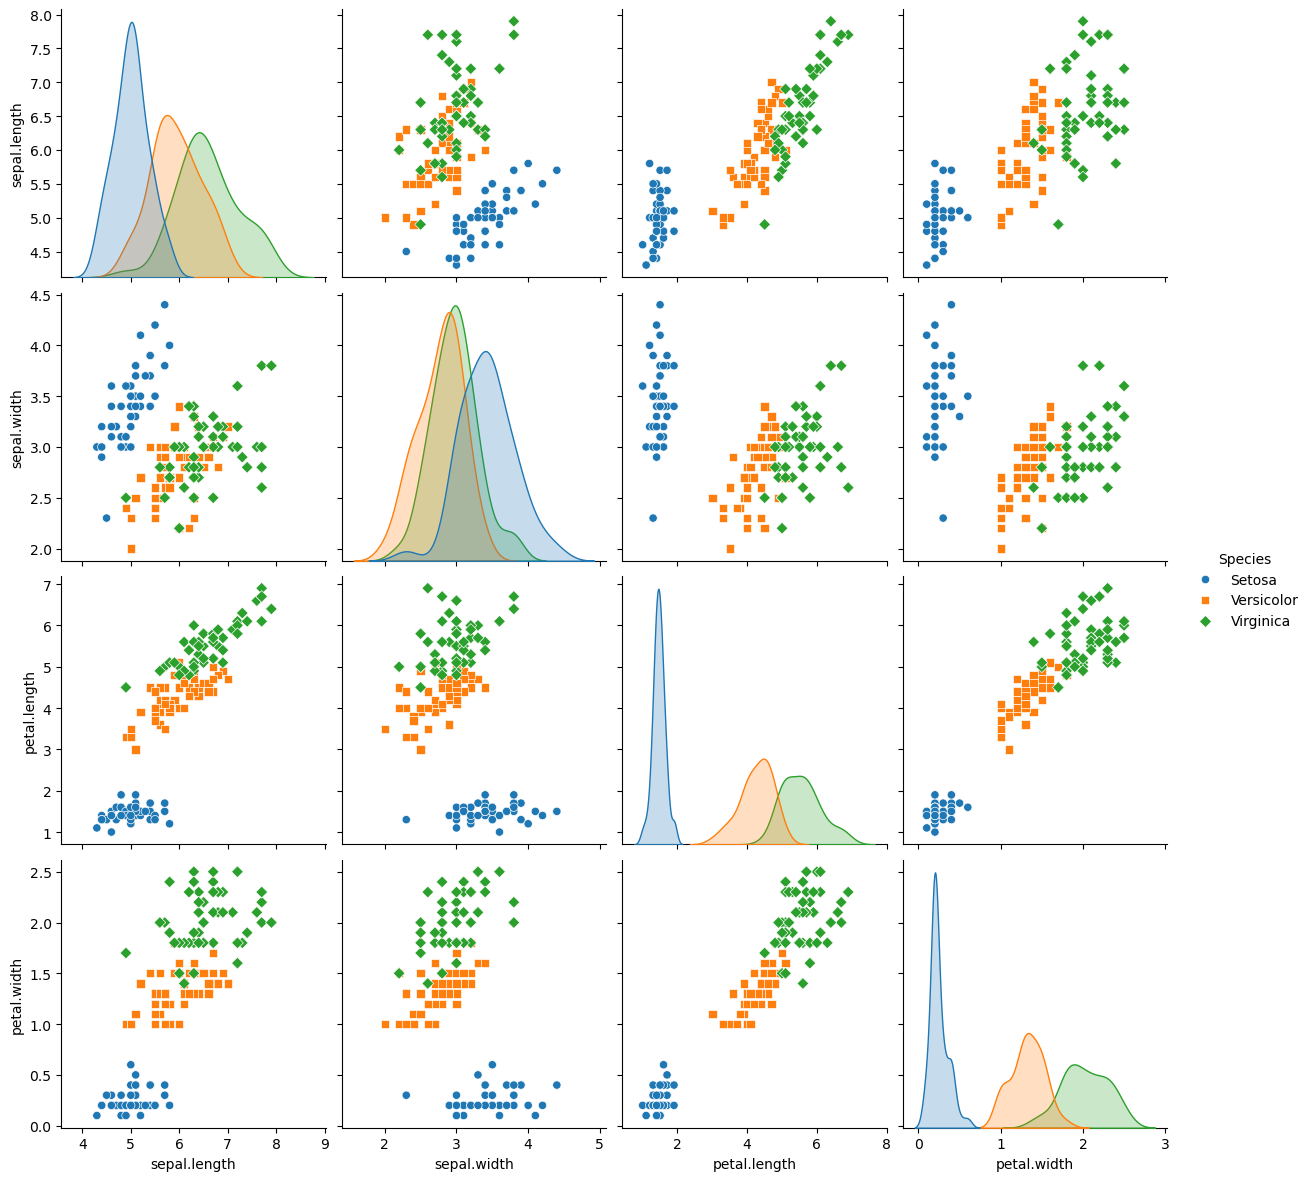 8.0
7.5
7.0
6.5
6.0
5.5
5.0
4.5
sepal.length
4.5
4.0
3.5
3.0
2.5
2.0
sepal.width
7
6
5
4
3
2
1
petal.length
2.5
2.0
1.5
1.0
0.5
0.0
petal.width
4 5 6 7 8 9
sepal.length
2 3 4 5
sepal.width
2 4 6 8
petal.length
0 1 2 3
petal.width
Species
Setosa
Versicolor
Virginica